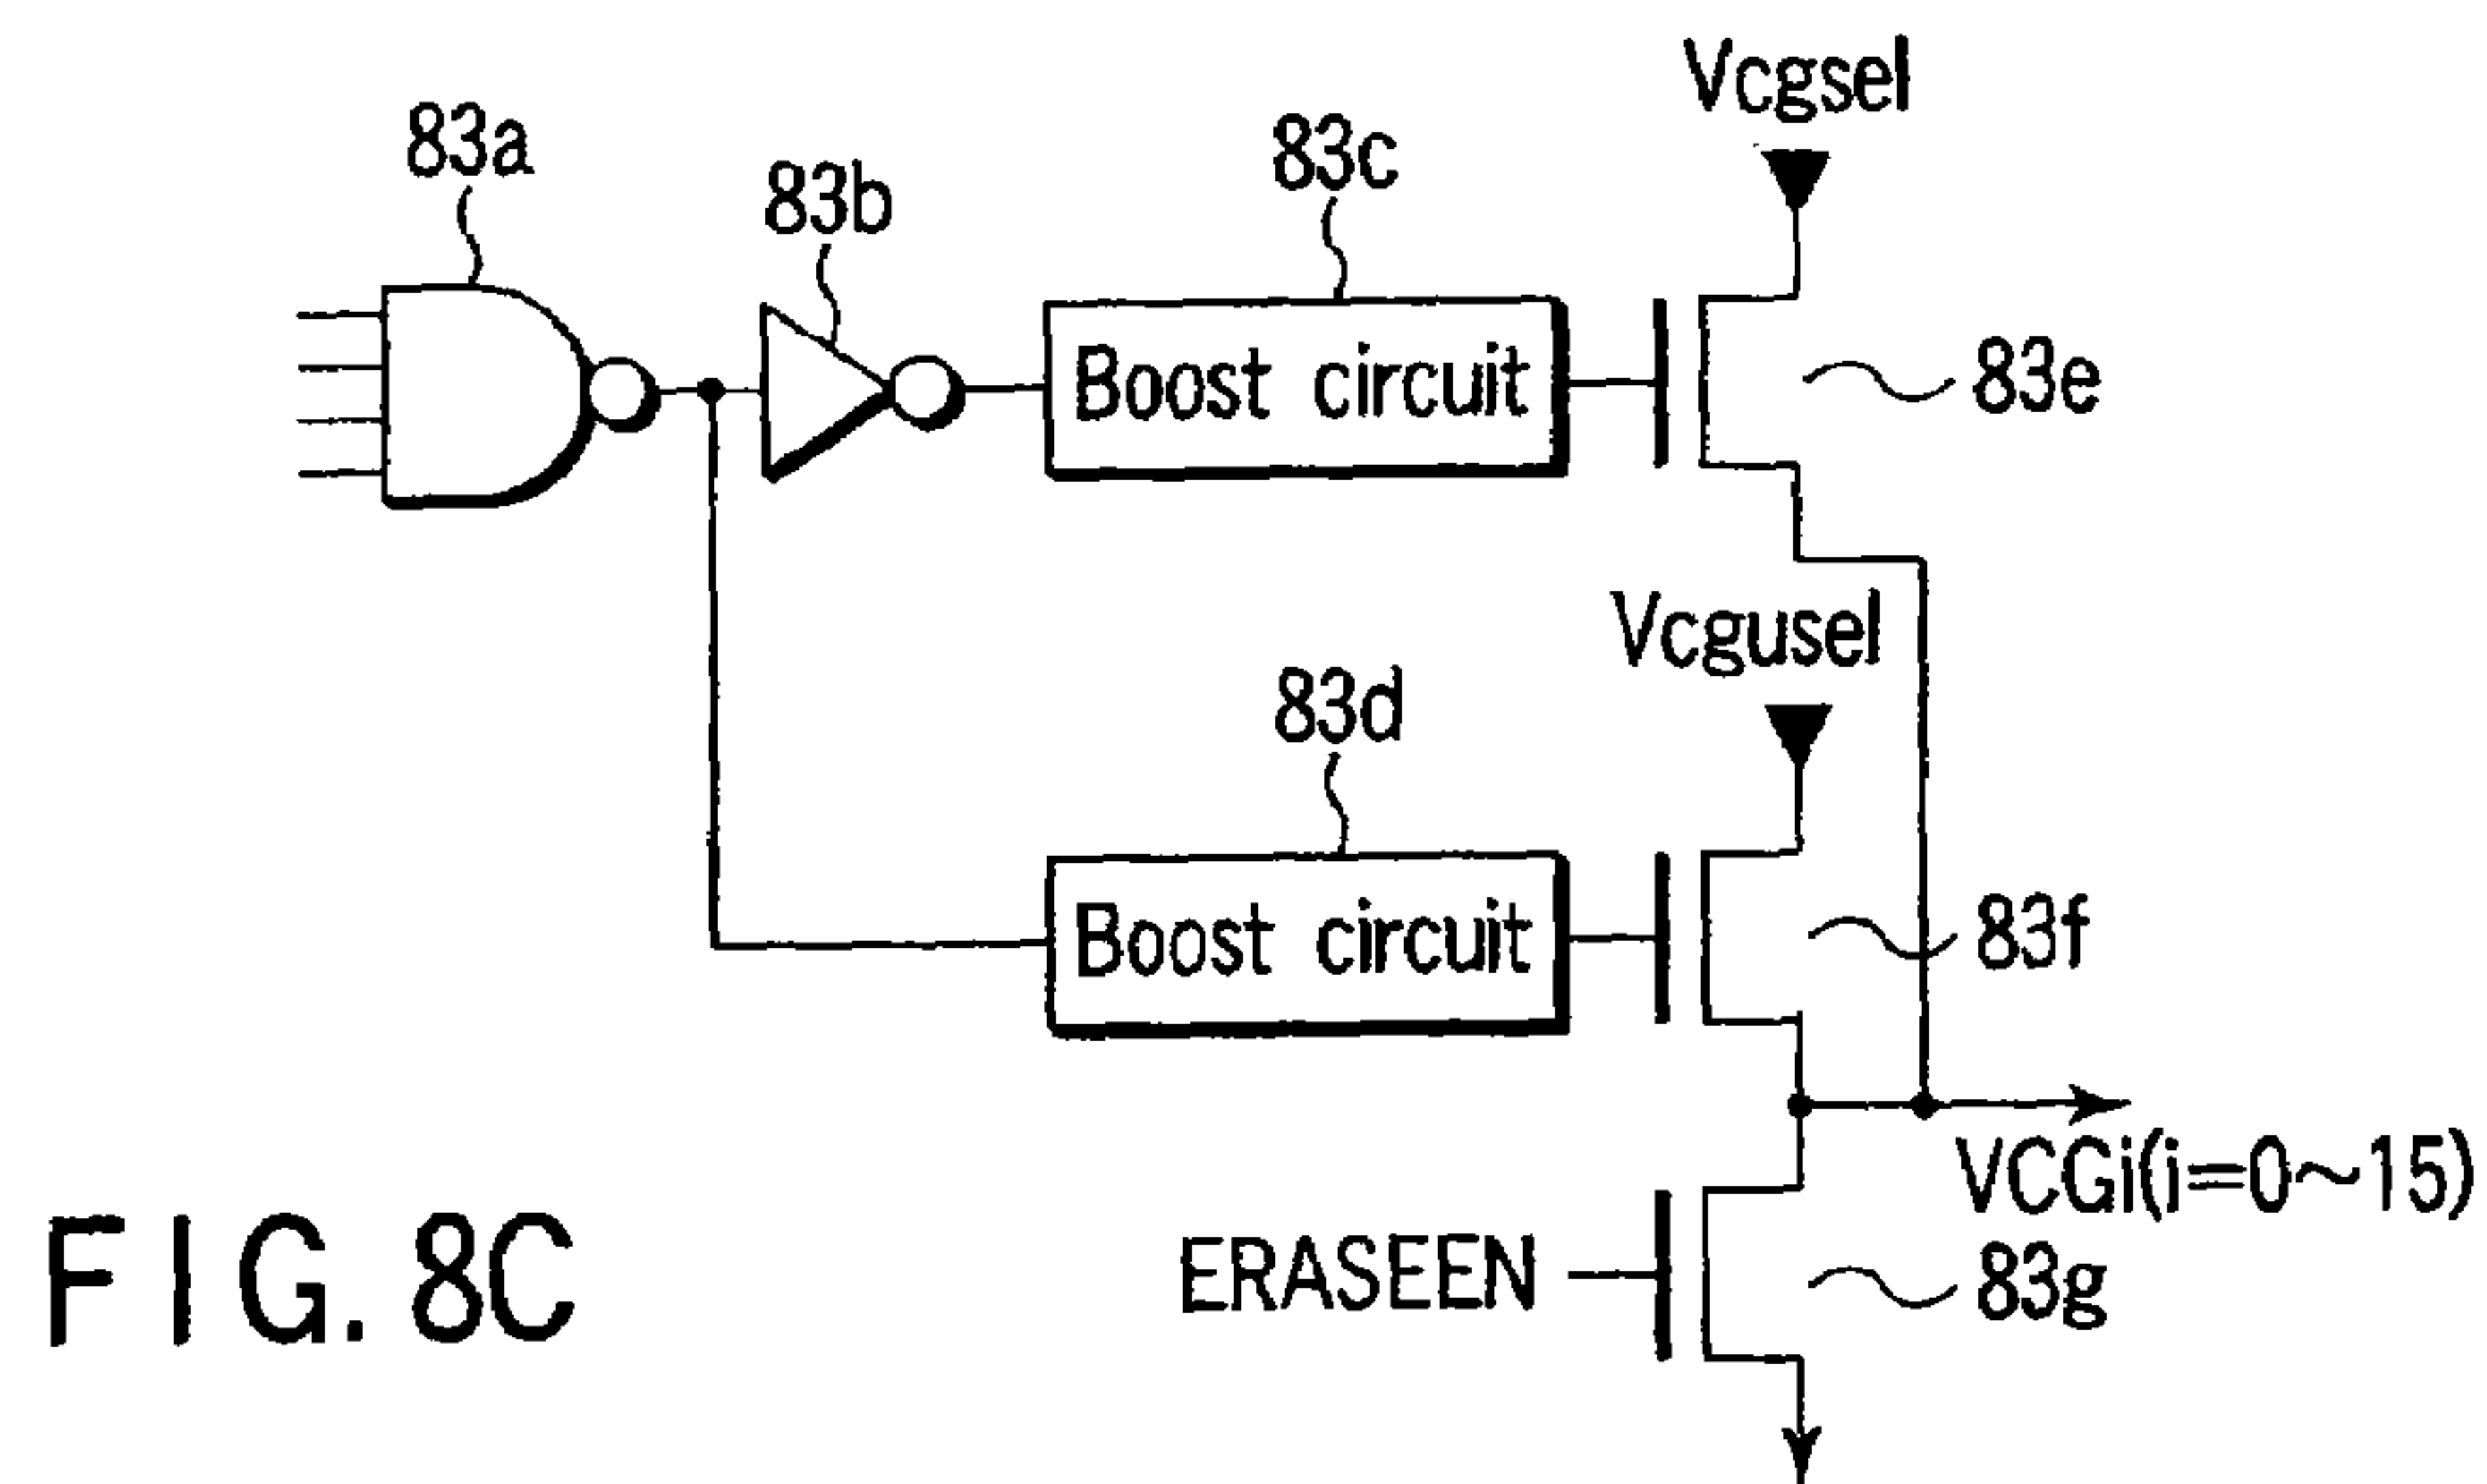 Vcgsel
83a
83b
83c
Boost circuit
83e
Vcgusel
83d
Boost circuit
83f
VCGi(i=0~15)
ERASEEN
83g
FIG. 8C